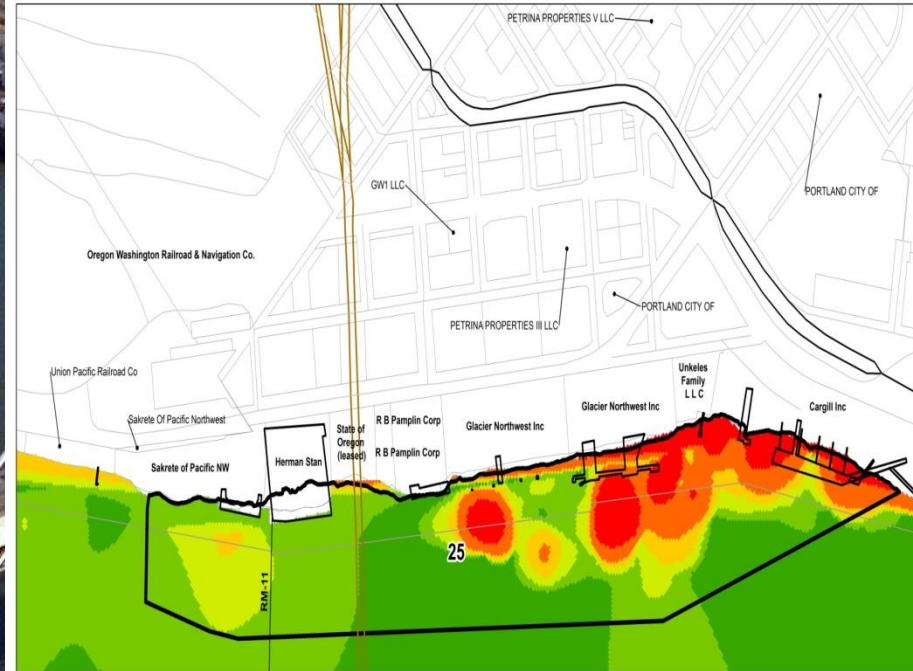 PETRINA PROPERTIES V LLC
PORTLAND CITY OF
GW1 LLC
Oregon Washington Railroad & Navigation Co.
PORTLAND CITY OF
PETRINA PROPERTIES III LLC
Union Pacific Railroad Co
Sakrete Of Pacific Northwest
Sakrete of Pacific NW
Herman Stan
State of
Oregon
(leased)
R B Pamplin Corp
R B Pamplin Corp
Glacier Northwest Inc
Glacier Northwest Inc
Unkeles
Family
L L C
Cargill Inc
25
RM-11